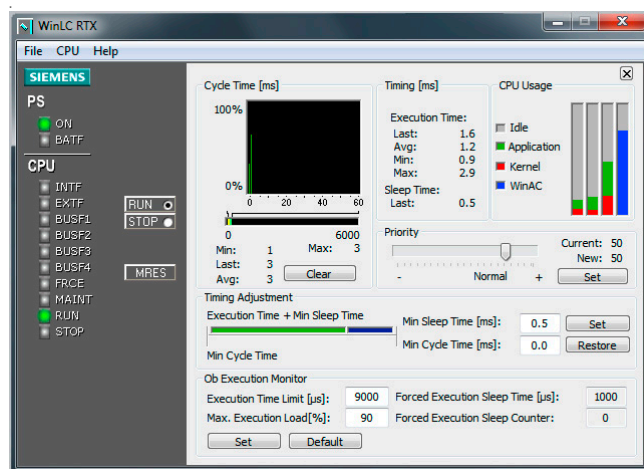 WinLC RTX
File CPU Help
SIEMENS
PS
ON
BATF
CPU
INTF
EXTF
BUSF1
BUSF2
BUSF3
BUSF4
FRCE
MAINT
RUN
STOP
RUN
STOP
MRES
Cycle Time [ms]
100%
0%
0 20 40 60
0 6000
Min: 1 Max: 3
Last: 3
Avg: 3 Clear
Timing [ms]
Execution Time:
Last: 1.6
Avg: 1.2
Min: 0.9
Max: 2.9
Sleep Time:
Last: 0.5
CPU Usage
Idle
Application
Kernel
WinAC
Priority
Current: 50
New: 50
- Normal + Set
Timing Adjustment
Execution Time + Min Sleep Time
Min Cycle Time
Min Sleep Time [ms]: 0.5 Set
Min Cycle Time [ms]: 0.0 Restore
Ob Execution Monitor
Execution Time Limit [µs]: 9000 Forced Execution Sleep Time [µs]: 1000
Max. Execution Load[%]: 90 Forced Execution Sleep Counter: 0
Set Default